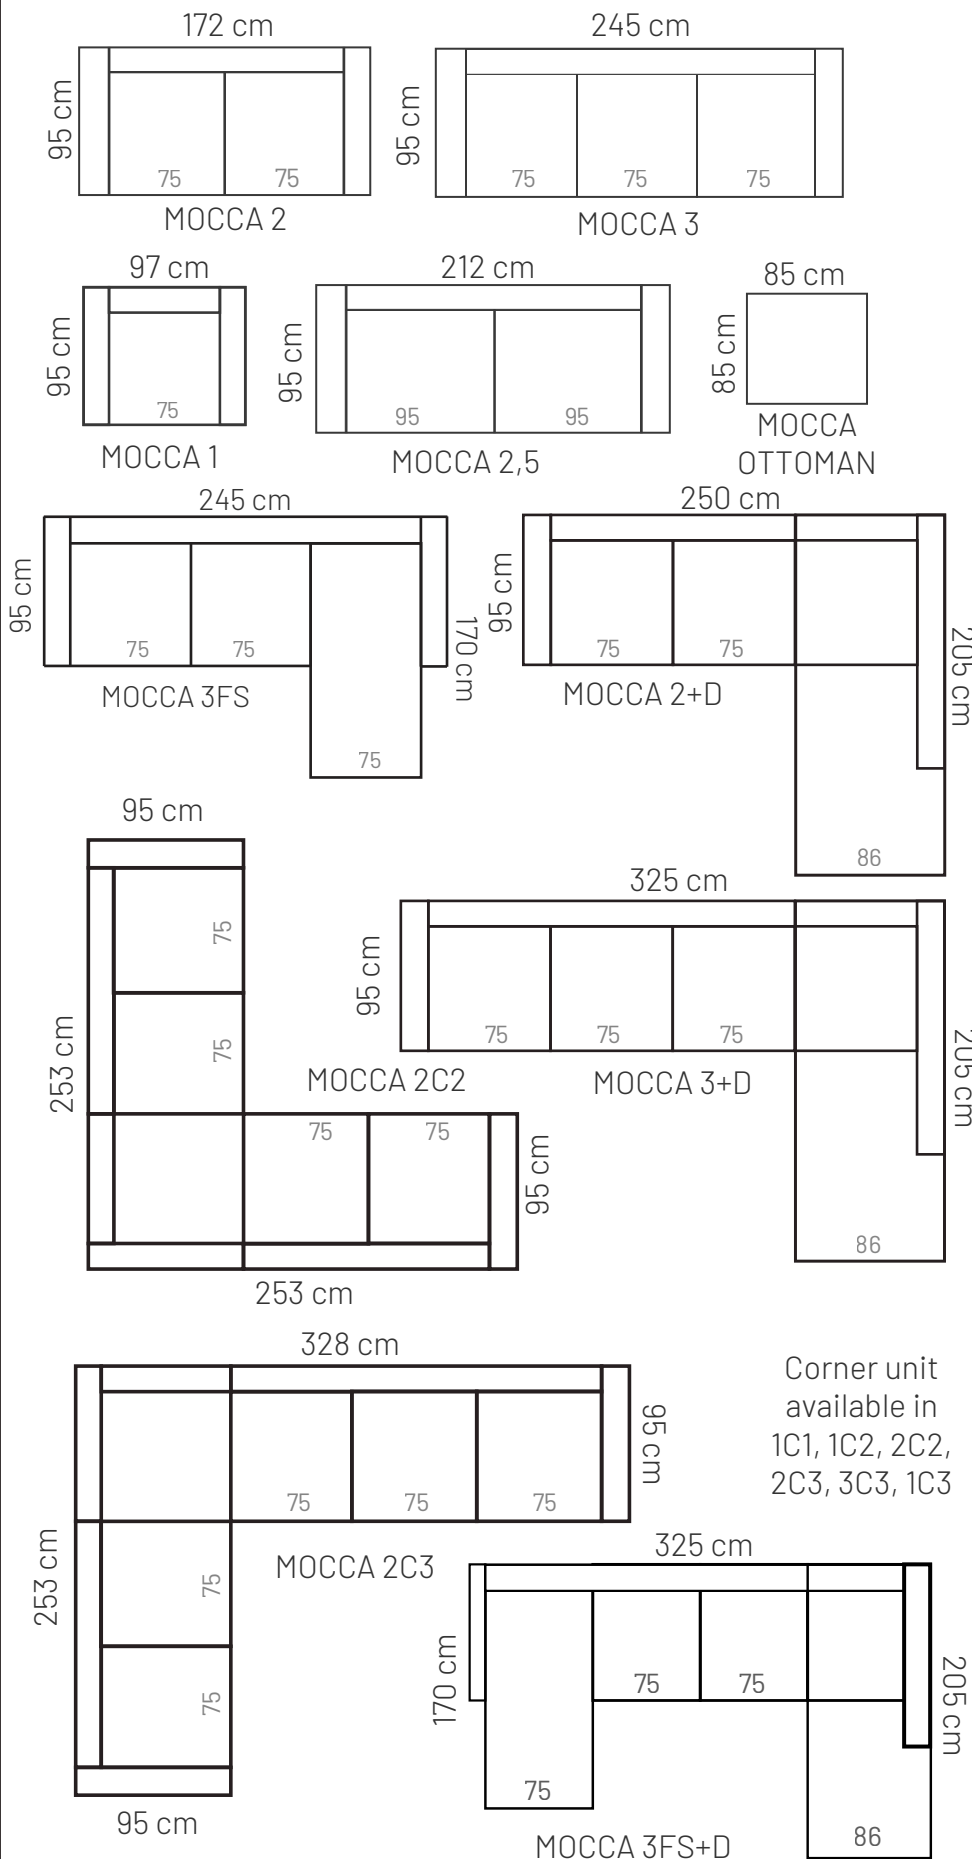 172 cm
245 cm
95 cm
75
75
95 cm
75
75
75
MOCCA 2
MOCCA 3
97 cm
212 cm
85 cm
95 cm
75
95 cm
95
95
85 cm
MOCCA 1
MOCCA 2,5
MOCCA
OTTOMAN
245 cm
250 cm
95 cm
75
75
170 cm
75
MOCCA 3FS
95 cm
75
75
205 cm
86
MOCCA 2+D
95 cm
75
75
253 cm
MOCCA 2C2
75
75
95 cm
253 cm
325 cm
95 cm
75
75
75
MOCCA 3+D
205 cm
86
328 cm
95 cm
75
75
75
253 cm
75
75
MOCCA 2C3
95 cm
Corner unit
available in
1C1, 1C2, 2C2,
2C3, 3C3, 1C3
325 cm
170 cm
75
75
75
205 cm
86
MOCCA 3FS+D